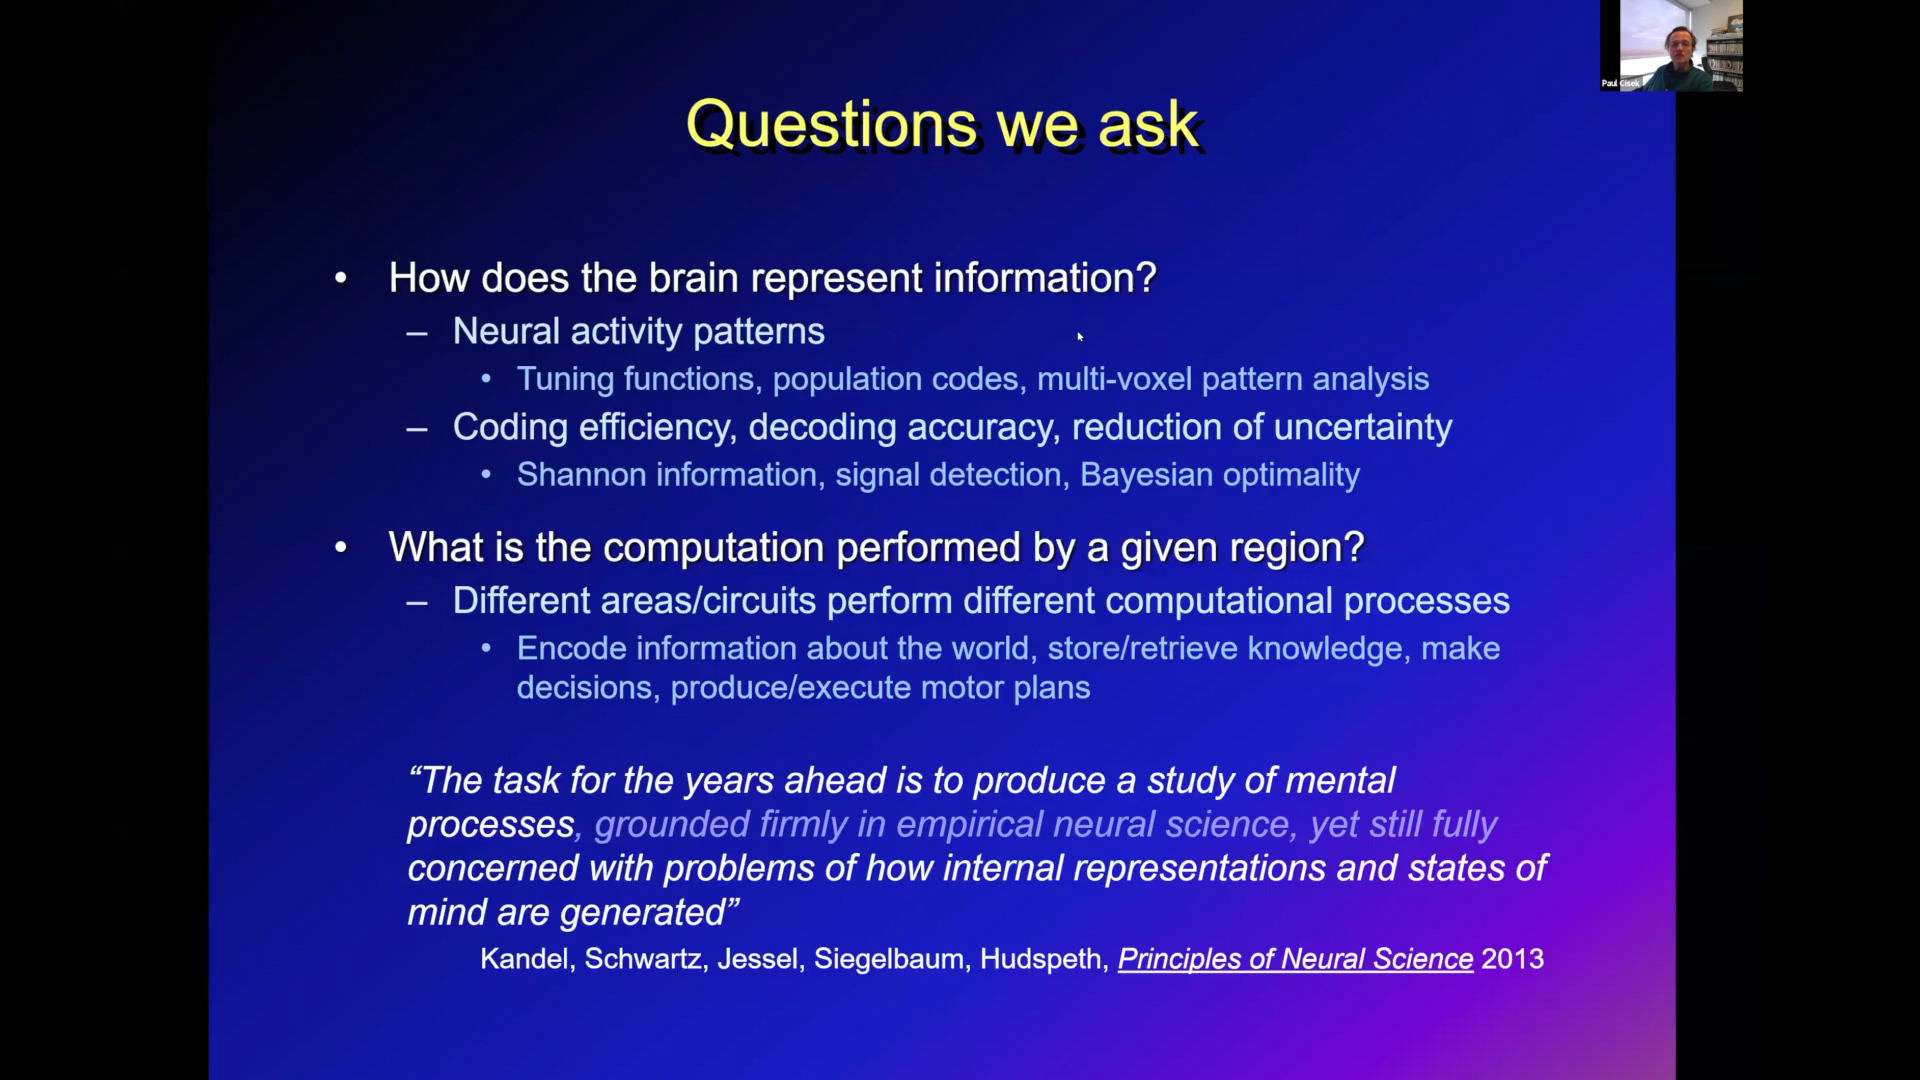 Paul Cisek
Questions we ask
• How does the brain represent information?
– Neural activity patterns
• Tuning functions, population codes, multi-voxel pattern analysis
– Coding efficiency, decoding accuracy, reduction of uncertainty
• Shannon information, signal detection, Bayesian optimality
• What is the computation performed by a given region?
– Different areas/circuits perform different computational processes
• Encode information about the world, store/retrieve knowledge, make
decisions, produce/execute motor plans
“The task for the years ahead is to produce a study of mental
processes, grounded firmly in empirical neural science, yet still fully
concerned with problems of how internal representations and states of
mind are generated”
Kandel, Schwartz, Jessel, Siegelbaum, Hudspeth, Principles of Neural Science 2013